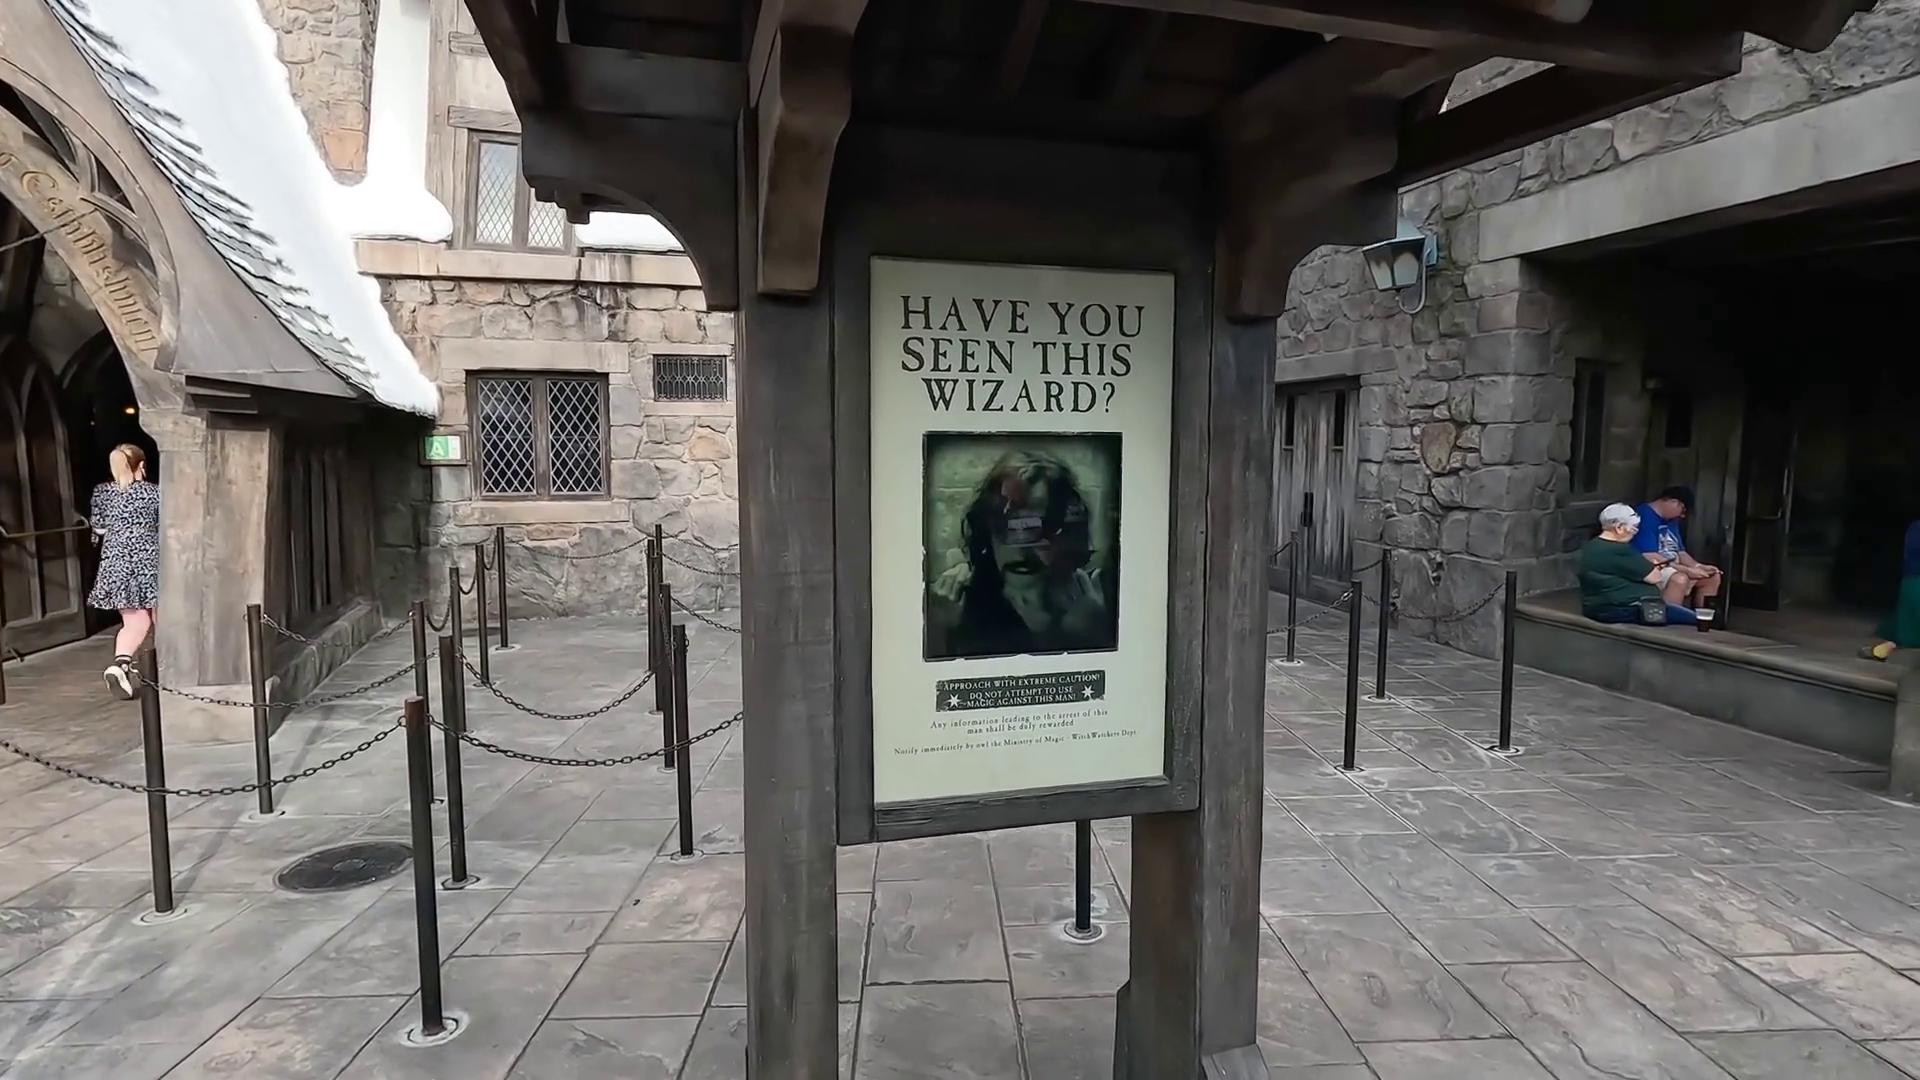 Establishment
A
HAVE YOU
SEEN THIS
WIZARD?
APPROACH WITH EXTREME CAUTION!
DO NOT ATTEMPT TO USE
MAGIC AGAINST THIS MAN!
Any information leading to the arrest of this
man shall be duly rewarded
Notify immediately by owl the Ministry of Magic - WitchWatchers Dept